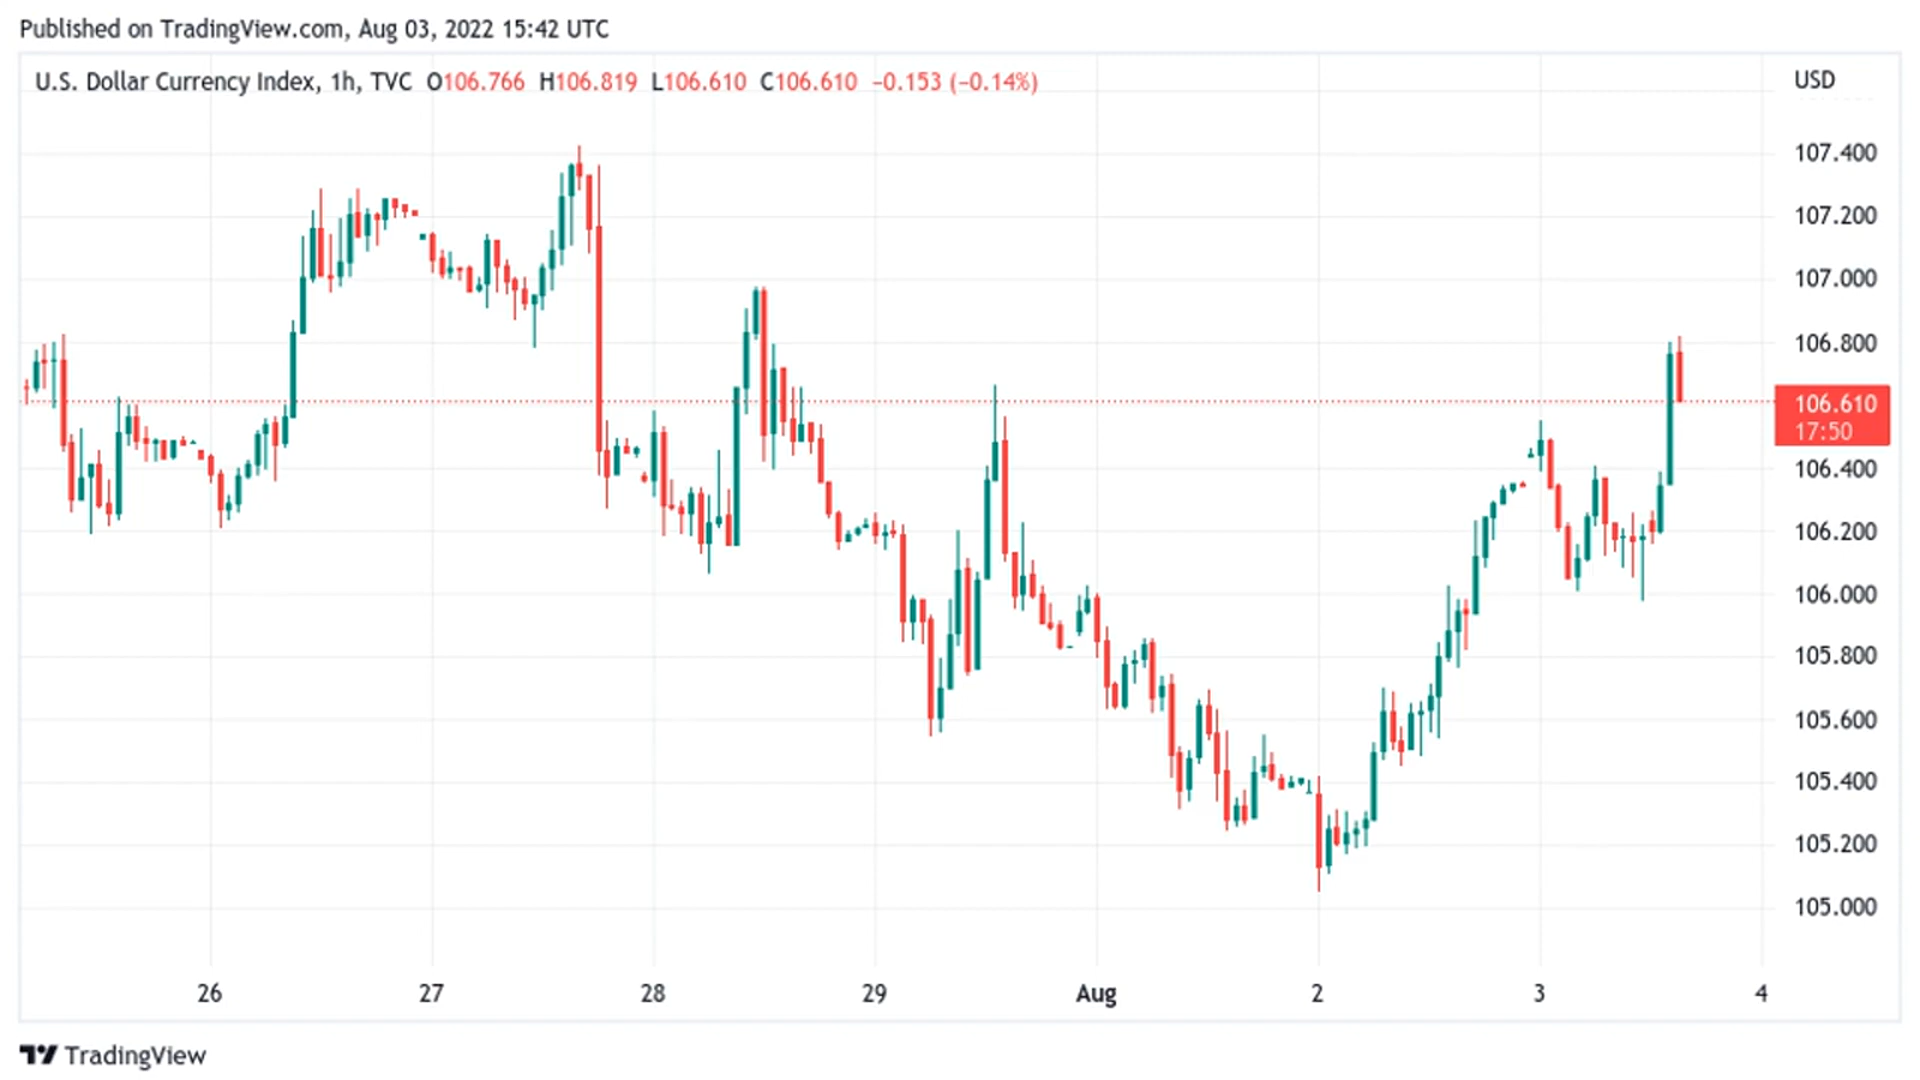 Published on TradingView.com, Aug 03, 2022 15:42 UTC
U.S. Dollar Currency Index, 1h, TVC O106.766 H106.819 L106.610 C106.610 −0.153 (−0.14%)
USD
107.400
107.200
107.000
106.800
106.610
17:50
106.400
106.200
106.000
105.800
105.600
105.400
105.200
105.000
26 27 28 29 Aug 2 3 4
TradingView